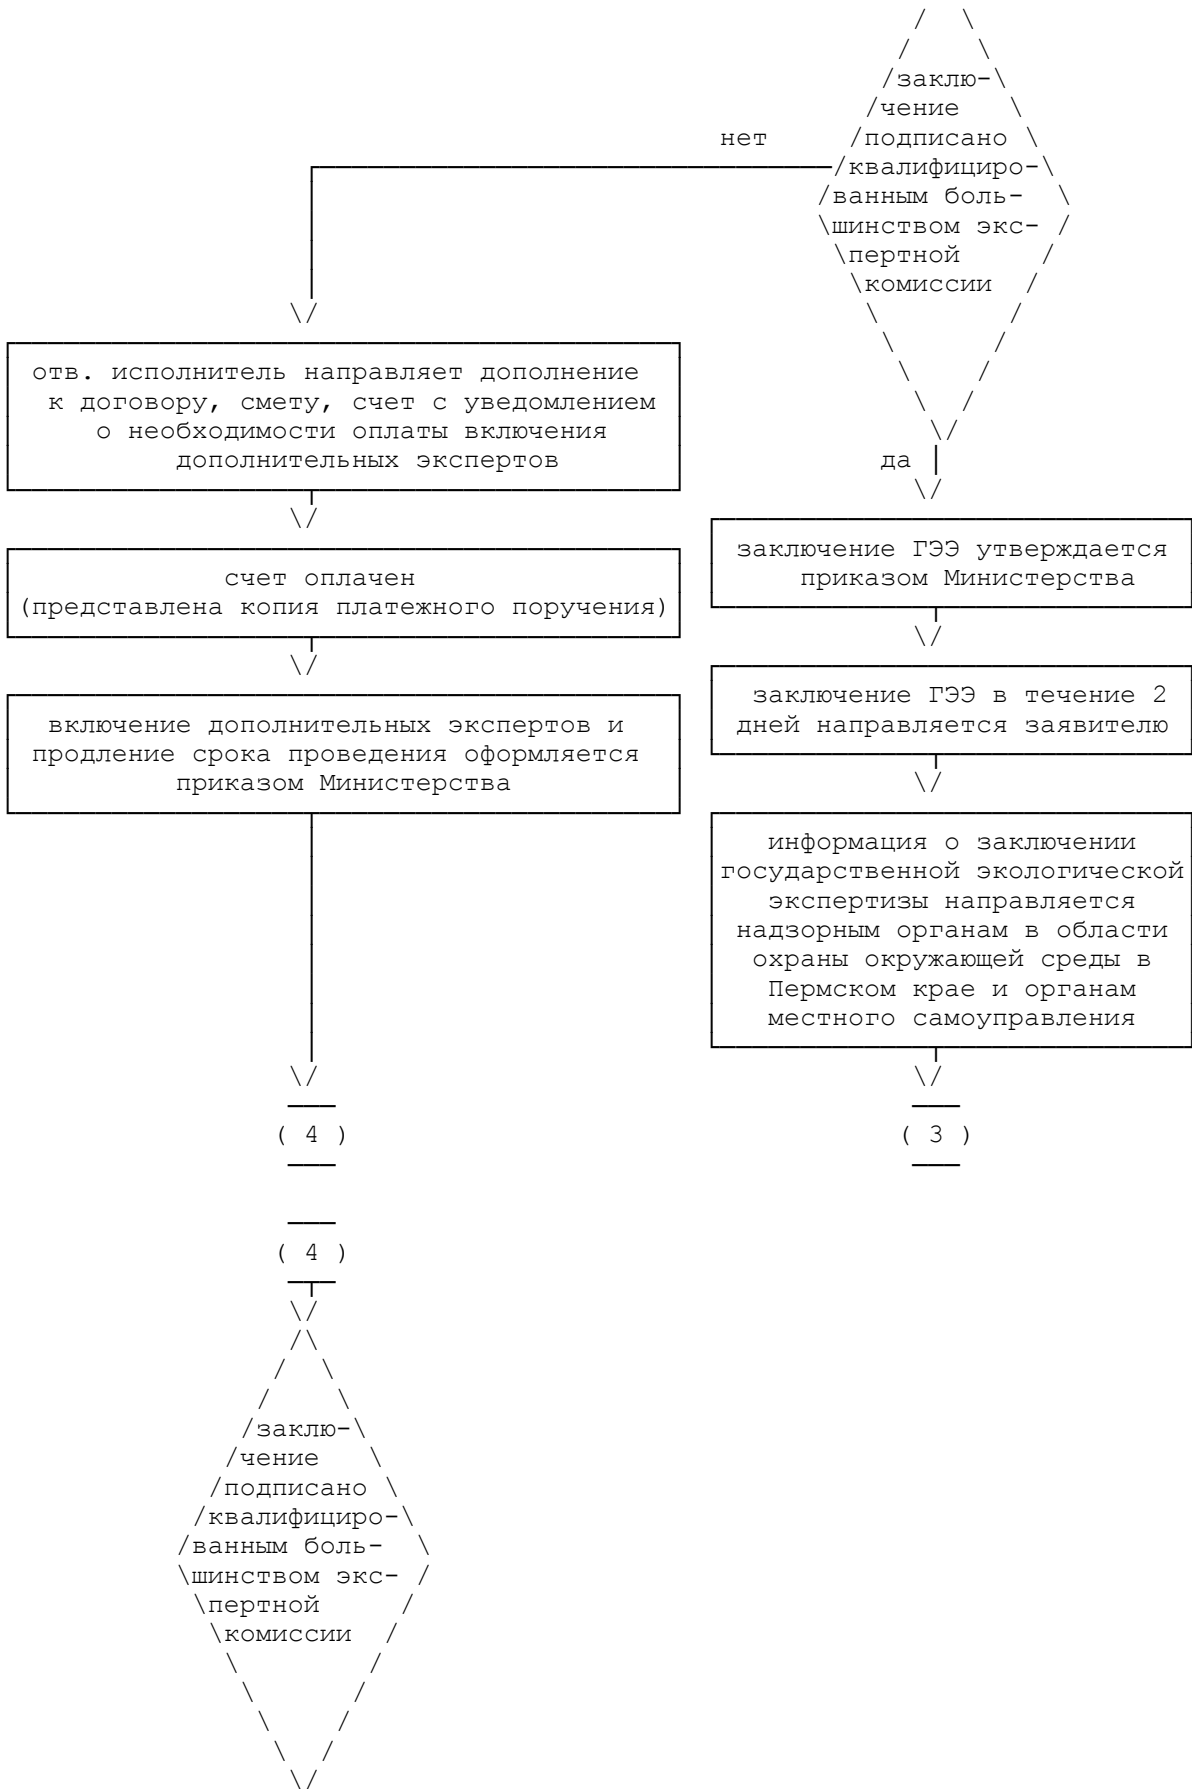 заклю-
чение
подписано
квалифициро-
ванным боль-
шинством экс-
пертной
комиссии
нет
отв. исполнитель направляет дополнение
к договору, смету, счет с уведомлением
о необходимости оплаты включения
дополнительных экспертов
счет оплачен
(представлена копия платежного поручения)
включение дополнительных экспертов и
продление срока проведения оформляется
приказом Министерства
( 4 )
да
заключение ГЭЭ утверждается
приказом Министерства
заключение ГЭЭ в течение 2
дней направляется заявителю
информация о заключении
государственной экологической
экспертизы направляется
надзорным органам в области
охраны окружающей среды в
Пермском крае и органам
местного самоуправления
( 3 )
( 4 )
заклю-
чение
подписано
квалифициро-
ванным боль-
шинством экс-
пертной
комиссии